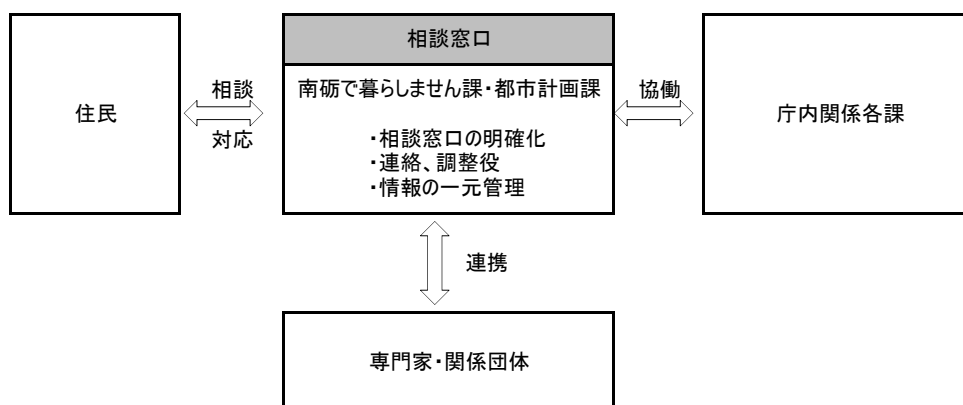 住民
相談
対応
相談窓口
南砺で暮らしません課・都市計画課
・相談窓口の明確化
・連絡、調整役
・情報の一元管理
協働
庁内関係各課
連携
専門家・関係団体